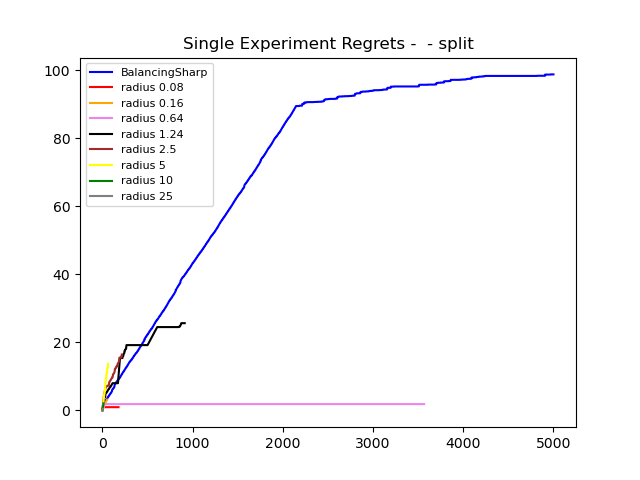 Single Experiment Regrets -  - split
100
80
60
40
20
0
BalancingSharp
radius 0.08
radius 0.16
radius 0.64
radius 1.24
radius 2.5
radius 5
radius 10
radius 25
0 1000 2000 3000 4000 5000